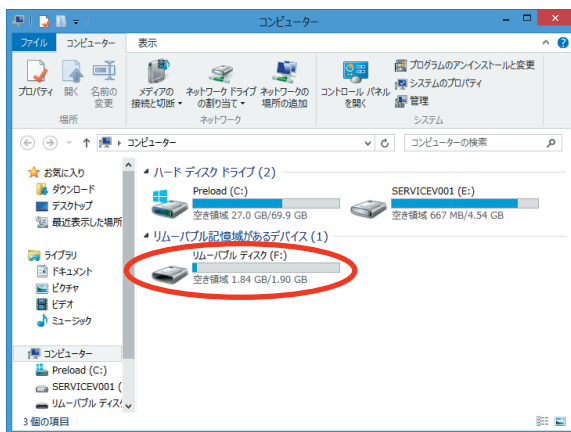 コンピューター
ファイル コンピューター 表示
プロパティ 開く 名前の変更 メディアの接続と切断 ネットワーク ドライブの割り当て ネットワークの場所の追加 コントロール パネルを開く
プログラムのアンインストールと変更
システムのプロパティ
管理
場所 ネットワーク システム
コンピューター コンピューターの検索
お気に入り
ダウンロード
デスクトップ
最近表示した場所
ライブラリ
ドキュメント
ピクチャ
ビデオ
ミュージック
コンピューター
Preload (C:)
SERVICEV001 (
リムーバブル ディスク
ハード ディスク ドライブ (2)
Preload (C:)
空き領域 27.0 GB/69.9 GB
SERVICEV001 (E:)
空き領域 667 MB/4.54 GB
リムーバブル記憶域があるデバイス (1)
リムーバブル ディスク (F:)
空き領域 1.84 GB/1.90 GB
3 個の項目